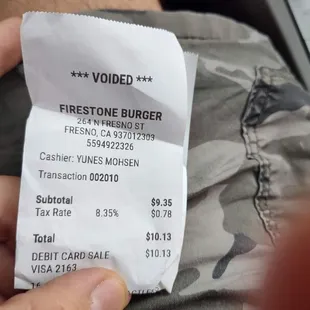 *** VOIDED ***
FIRESTONE BURGER
264 N FRESNO ST
FRESNO, CA 937012303
5594922326
Cashier: YUNES MOHSEN
Transaction 002010
Subtotal $9.35
Tax Rate 8.35% $0.78
Total $10.13
DEBIT CARD SALE $10.13
VISA 2163